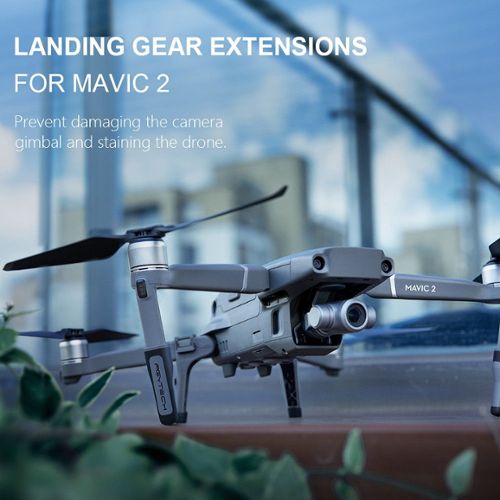 LANDING GEAR EXTENSIONS
FOR MAVIC 2
Prevent damaging the camera
gimbal and staining the drone.
MAVIC 2
PGYTECH